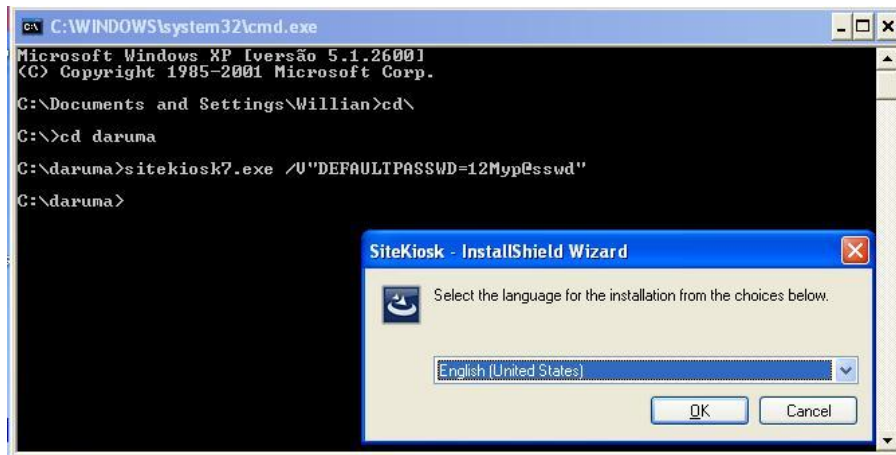 C:\WINDOWS\system32\cmd.exe
Microsoft Windows XP [versão 5.1.2600]
(C) Copyright 1985-2001 Microsoft Corp.
C:\Documents and Settings\Willian>cd\
C:\>cd daruma
C:\daruma>sitekiosk7.exe /V"DEFAULTPASSWD=12Myp@sswd"
C:\daruma>
SiteKiosk - InstallShield Wizard
Select the language for the installation from the choices below.
English (United States)
OK Cancel